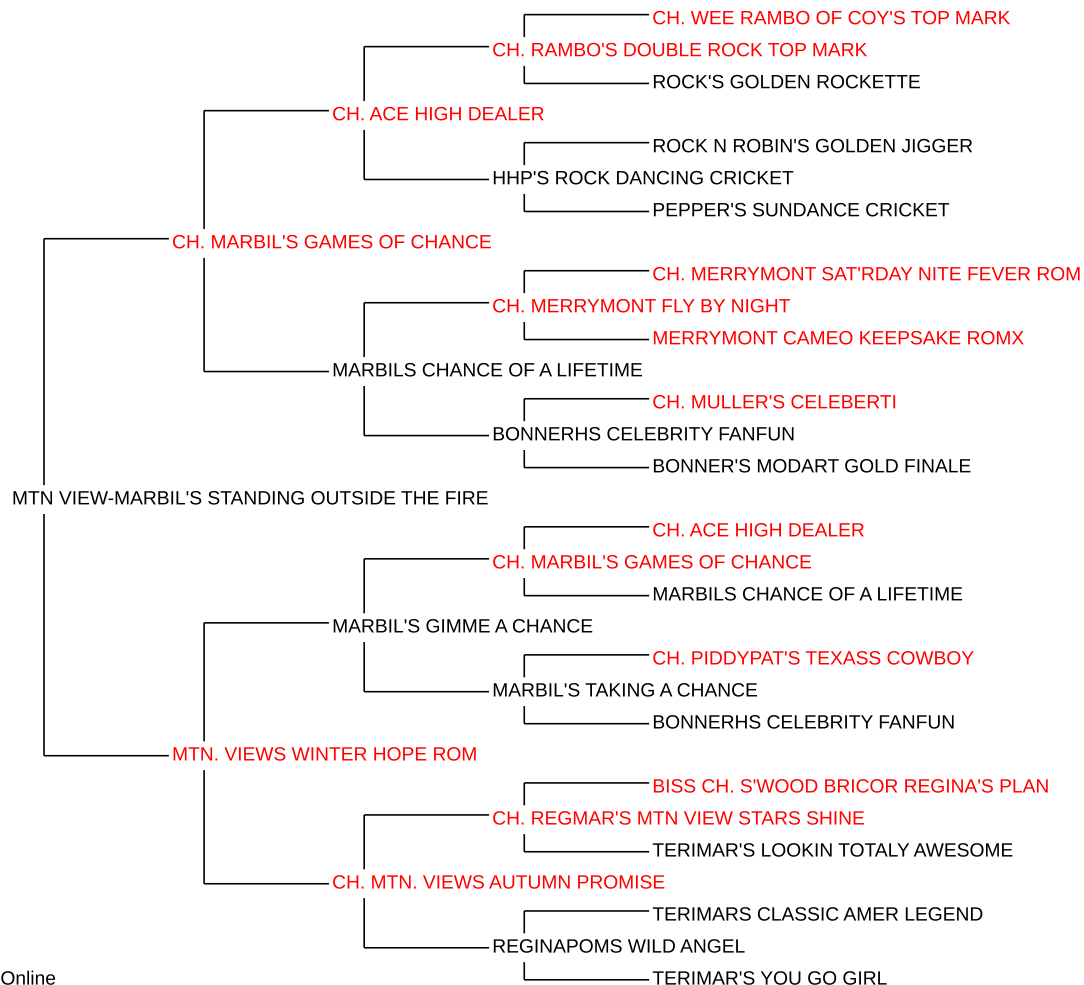 CH. WEE RAMBO OF COY'S TOP MARK
CH. RAMBO'S DOUBLE ROCK TOP MARK
ROCK'S GOLDEN ROCKETTE
CH. ACE HIGH DEALER
ROCK N ROBIN'S GOLDEN JIGGER
HHP'S ROCK DANCING CRICKET
PEPPER'S SUNDANCE CRICKET
CH. MARBIL'S GAMES OF CHANCE
CH. MERRYMONT SAT'RDAY NITE FEVER ROM
CH. MERRYMONT FLY BY NIGHT
MERRYMONT CAMEO KEEPSAKE ROMX
MARBILS CHANCE OF A LIFETIME
CH. MULLER'S CELEBERTI
BONNERHS CELEBRITY FANFUN
BONNER'S MODART GOLD FINALE
MTN VIEW-MARBIL'S STANDING OUTSIDE THE FIRE
CH. ACE HIGH DEALER
CH. MARBIL'S GAMES OF CHANCE
MARBILS CHANCE OF A LIFETIME
MARBIL'S GIMME A CHANCE
CH. PIDDYPAT'S TEXASS COWBOY
MARBIL'S TAKING A CHANCE
BONNERHS CELEBRITY FANFUN
MTN. VIEWS WINTER HOPE ROM
BISS CH. S'WOOD BRICOR REGINA'S PLAN
CH. REGMAR'S MTN VIEW STARS SHINE
TERIMAR'S LOOKIN TOTALY AWESOME
CH. MTN. VIEWS AUTUMN PROMISE
TERIMARS CLASSIC AMER LEGEND
REGINAPOMS WILD ANGEL
TERIMAR'S YOU GO GIRL
Online